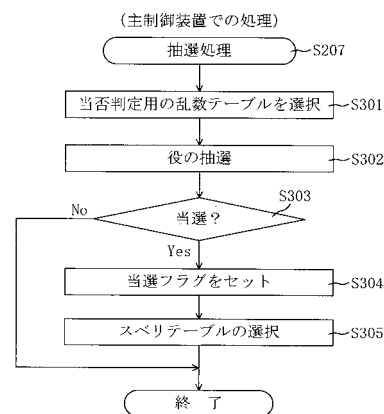 (主制御装置での処理)
抽選処理
S207
当否判定用の乱数テーブルを選択
S301
役の抽選
S302
S303
当選?
No
Yes
当選フラグをセット
S304
スベリテーブルの選択
S305
終 了